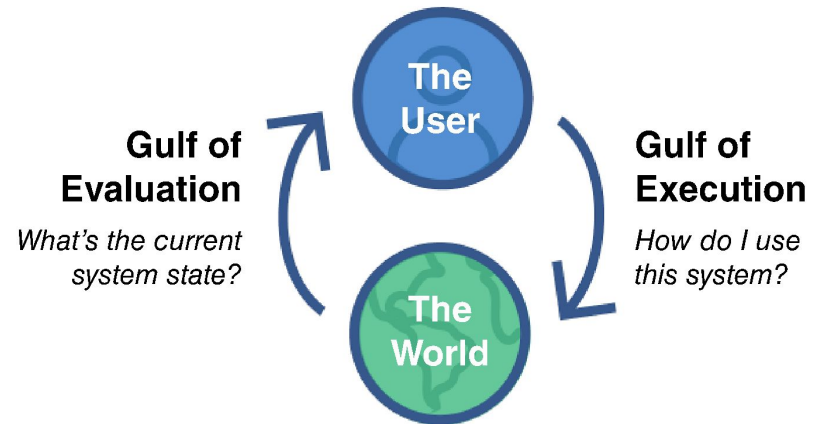 The
User
Gulf of
Evaluation
What's the current
system state?
Gulf of
Execution
How do I use
this system?
The
World